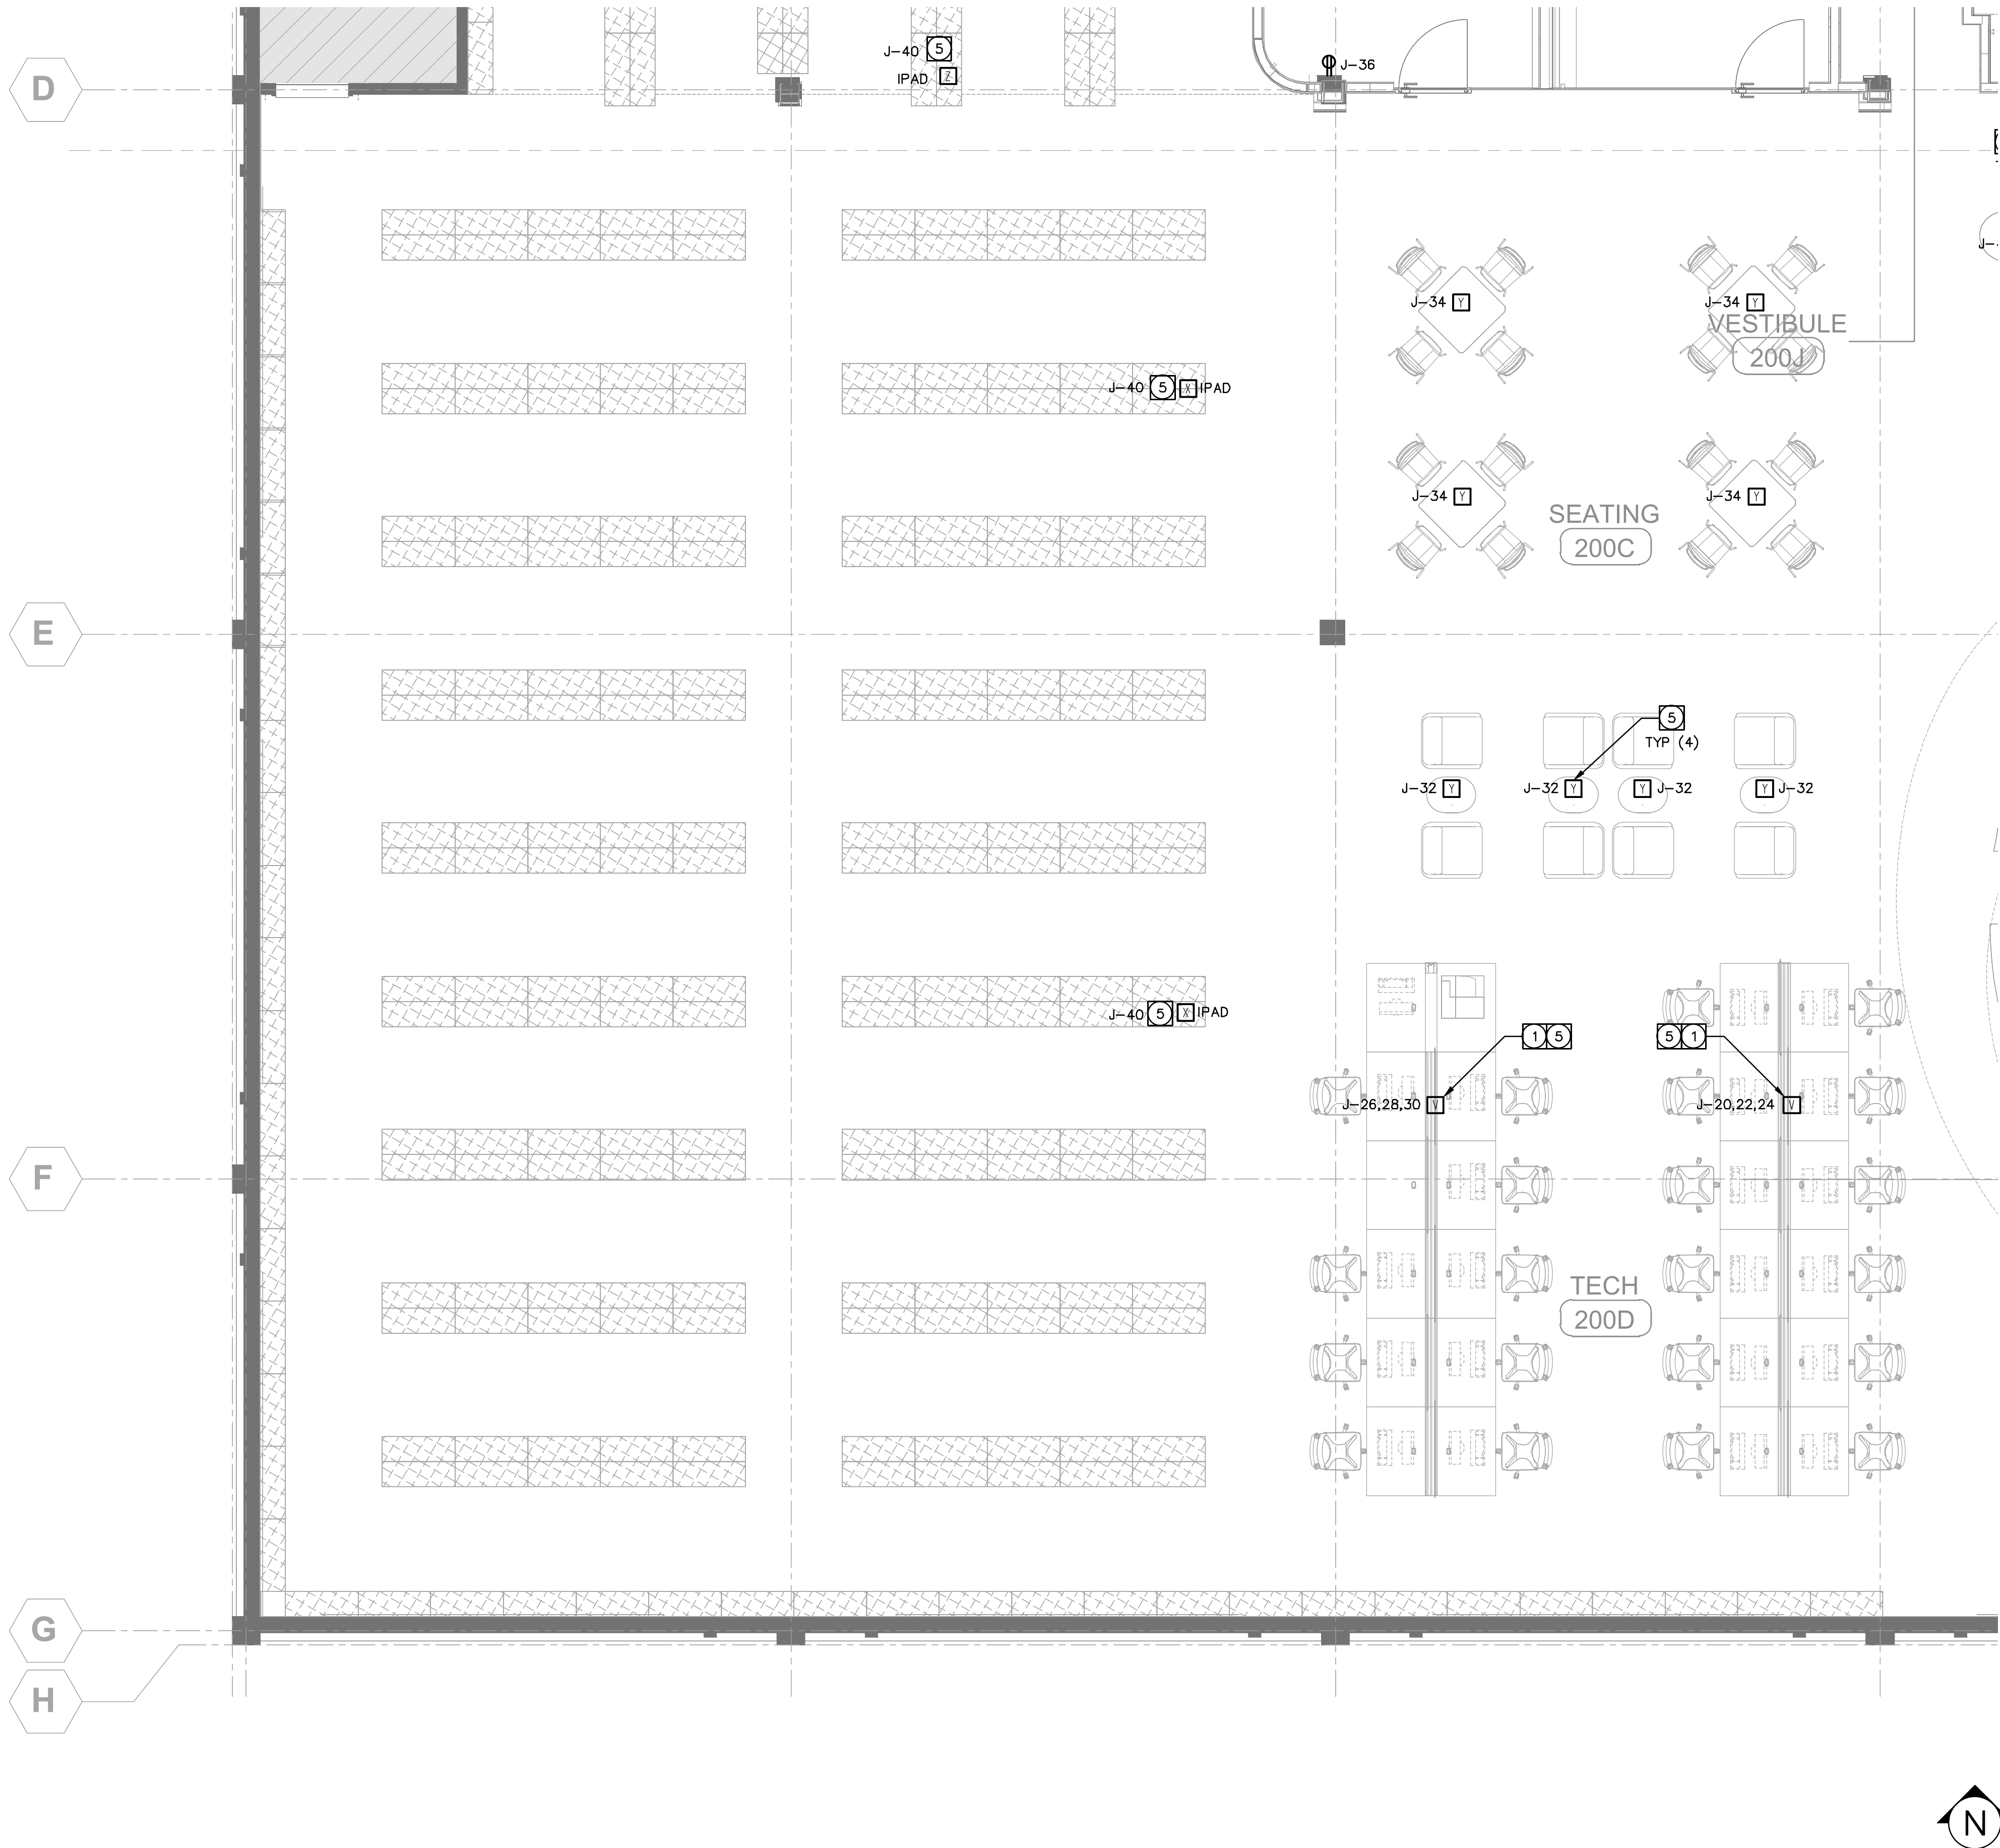 J-40 5
IPAD Z
J-36
D
J-34 Y
J-34 Y
VESTIBULE
200J
J-40 5 X IPAD
J-34 Y
J-34 Y
SEATING
200C
E
5
TYP (4)
J-32 Y
J-32 Y
Y J-32
Y J-32
J-40 5 X IPAD
1 5
5 1
J-26,28,30 V
J-20,22,24 V
F
TECH
200D
G
H
N